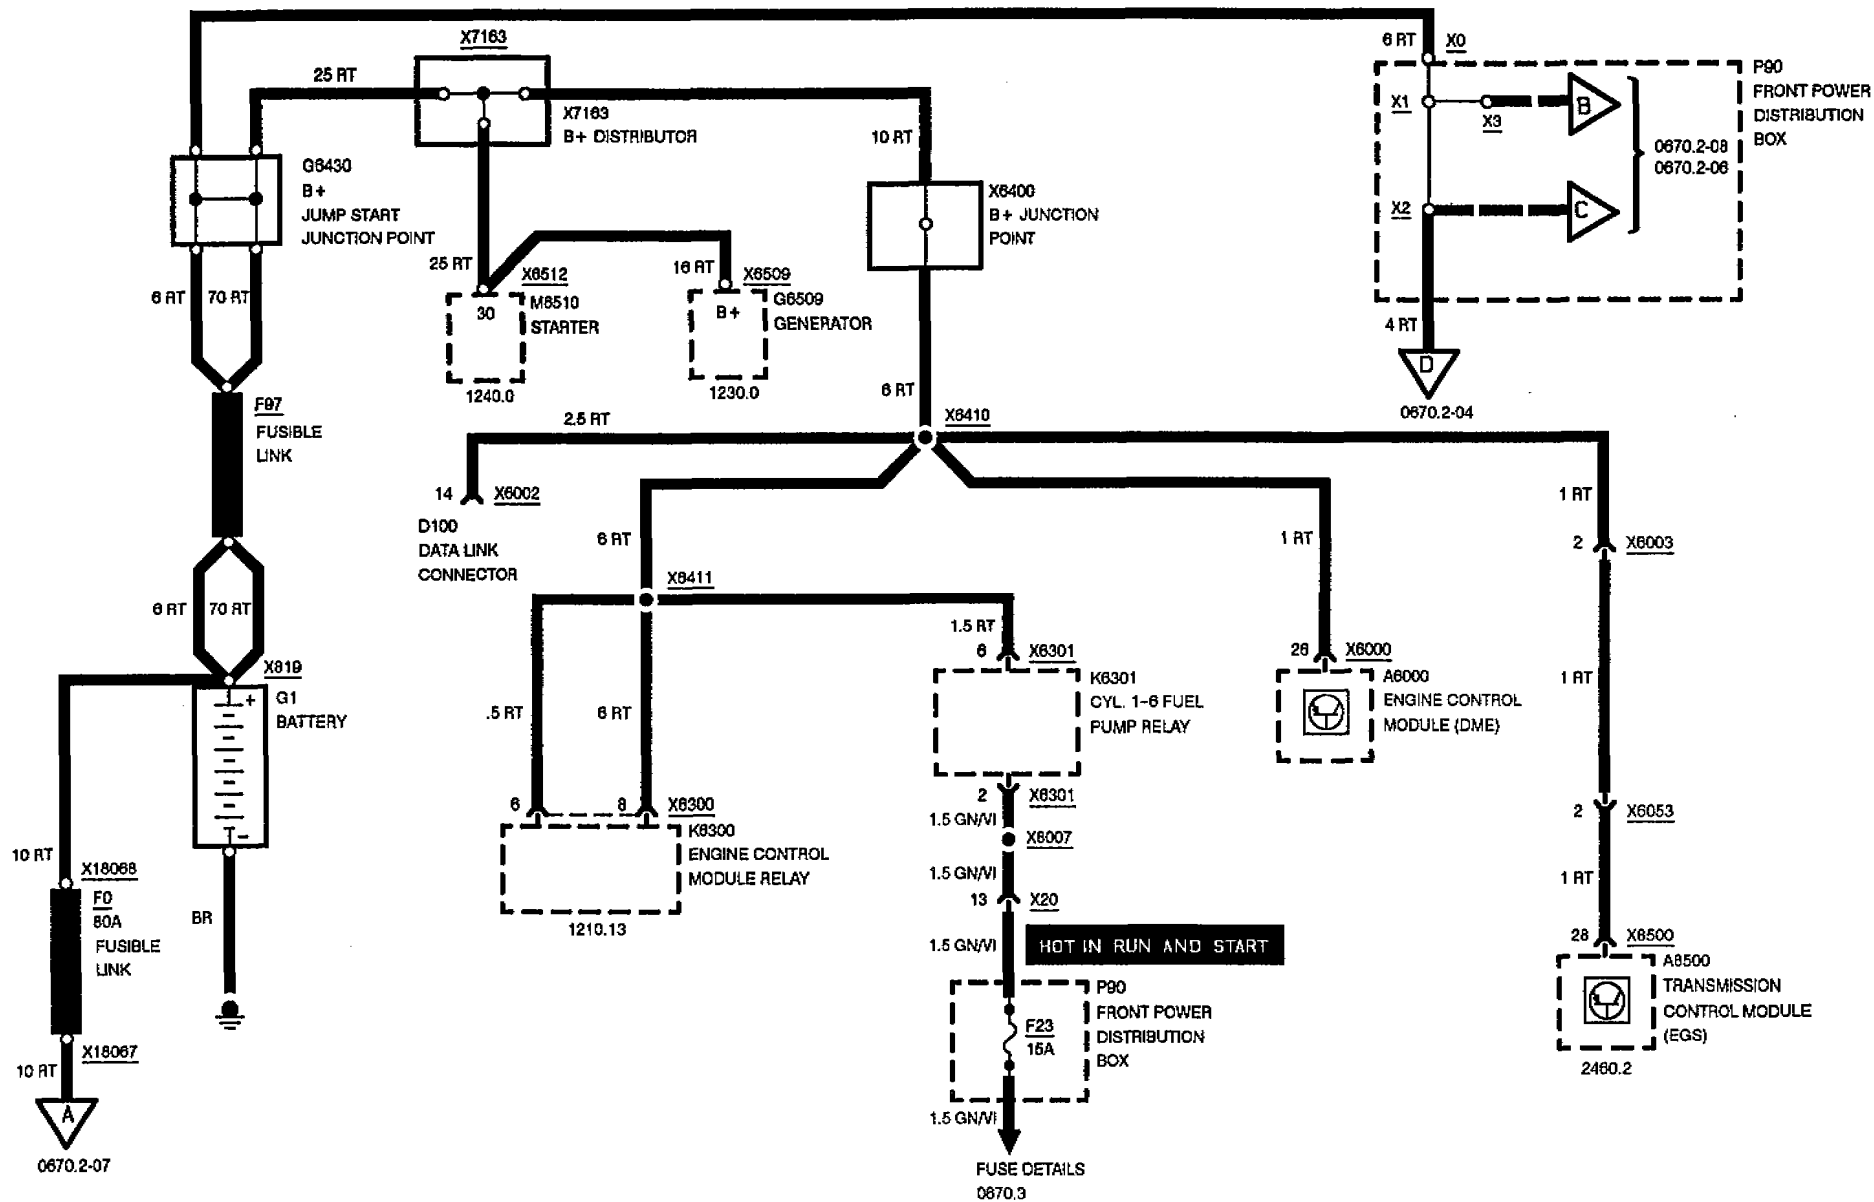 X7163
6 RT
X0
25 RT
P90
FRONT POWER
DISTRIBUTION
BOX
X1
X3
B
X7163
B+ DISTRIBUTOR
10 RT
0670.2-08
0670.2-06
G6430
B+
JUMP START
JUNCTION POINT
X6400
B+ JUNCTION
POINT
X2
C
25 RT
X6512
16 RT
X6509
6 RT
70 RT
30
M6510
STARTER
B+
G6509
GENERATOR
4 RT
D
1240.0
1230.0
6 RT
0670.2-04
F97
FUSIBLE
LINK
2.5 RT
X6410
14
X6002
1 RT
D100
DATA LINK
CONNECTOR
6 RT
1 RT
2
X6003
X6411
6 RT
70 RT
1.5 RT
6
X6301
26
X6000
X819
G1
BATTERY
+
-
.5 RT
6 RT
K6301
CYL. 1-6 FUEL
PUMP RELAY
A6000
ENGINE CONTROL
MODULE (DME)
1 RT
6
8
X6300
2
X6301
2
X6053
1.5 GN/VI
K6300
ENGINE CONTROL
MODULE RELAY
X6007
10 RT
X18068
1.5 GN/VI
1 RT
F0
80A
FUSIBLE
LINK
BR
13
X20
1210.13
1.5 GN/VI
HOT IN RUN AND START
28
X8500
A8500
TRANSMISSION
CONTROL MODULE
(EGS)
P90
FRONT POWER
DISTRIBUTION
BOX
F23
15A
2460.2
X18067
10 RT
A
1.5 GN/VI
0670.2-07
FUSE DETAILS
0670.3